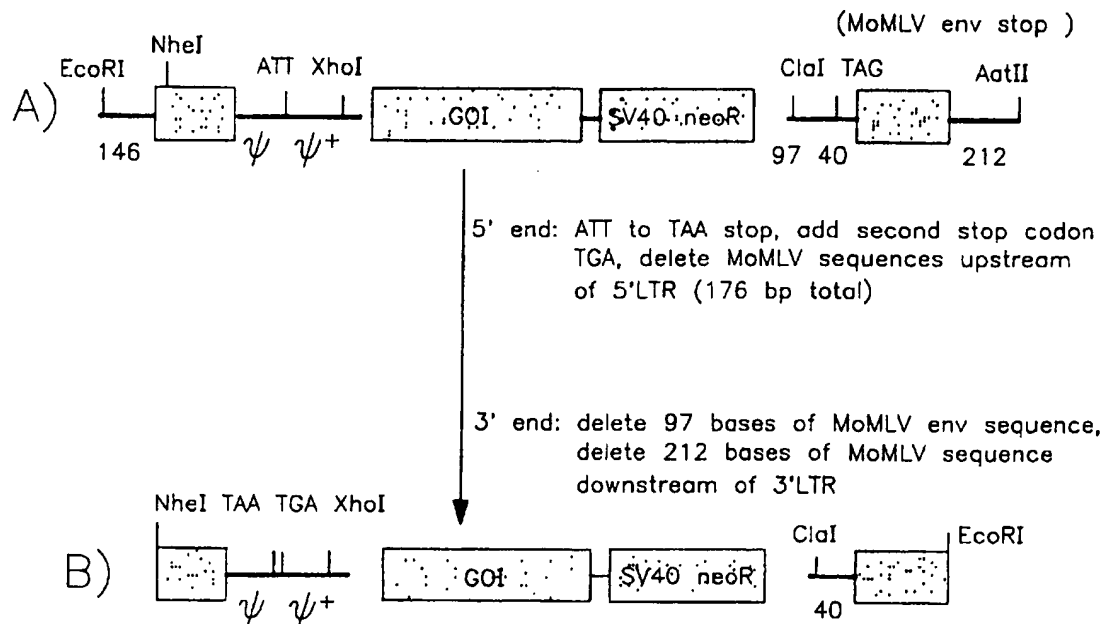 (MoMLV env stop )
NheI
EcoRI ATT XhoI ClaI TAG AatII
A) GOI SV40 neoR
146 ψ ψ+ 97 40 212
5' end: ATT to TAA stop, add second stop codon
TGA, delete MoMLV sequences upstream
of 5'LTR (176 bp total)
3' end: delete 97 bases of MoMLV env sequence,
delete 212 bases of MoMLV sequence
downstream of 3'LTR
NheI TAA TGA XhoI ClaI EcoRI
B) GOI SV40 neoR
ψ ψ+ 40